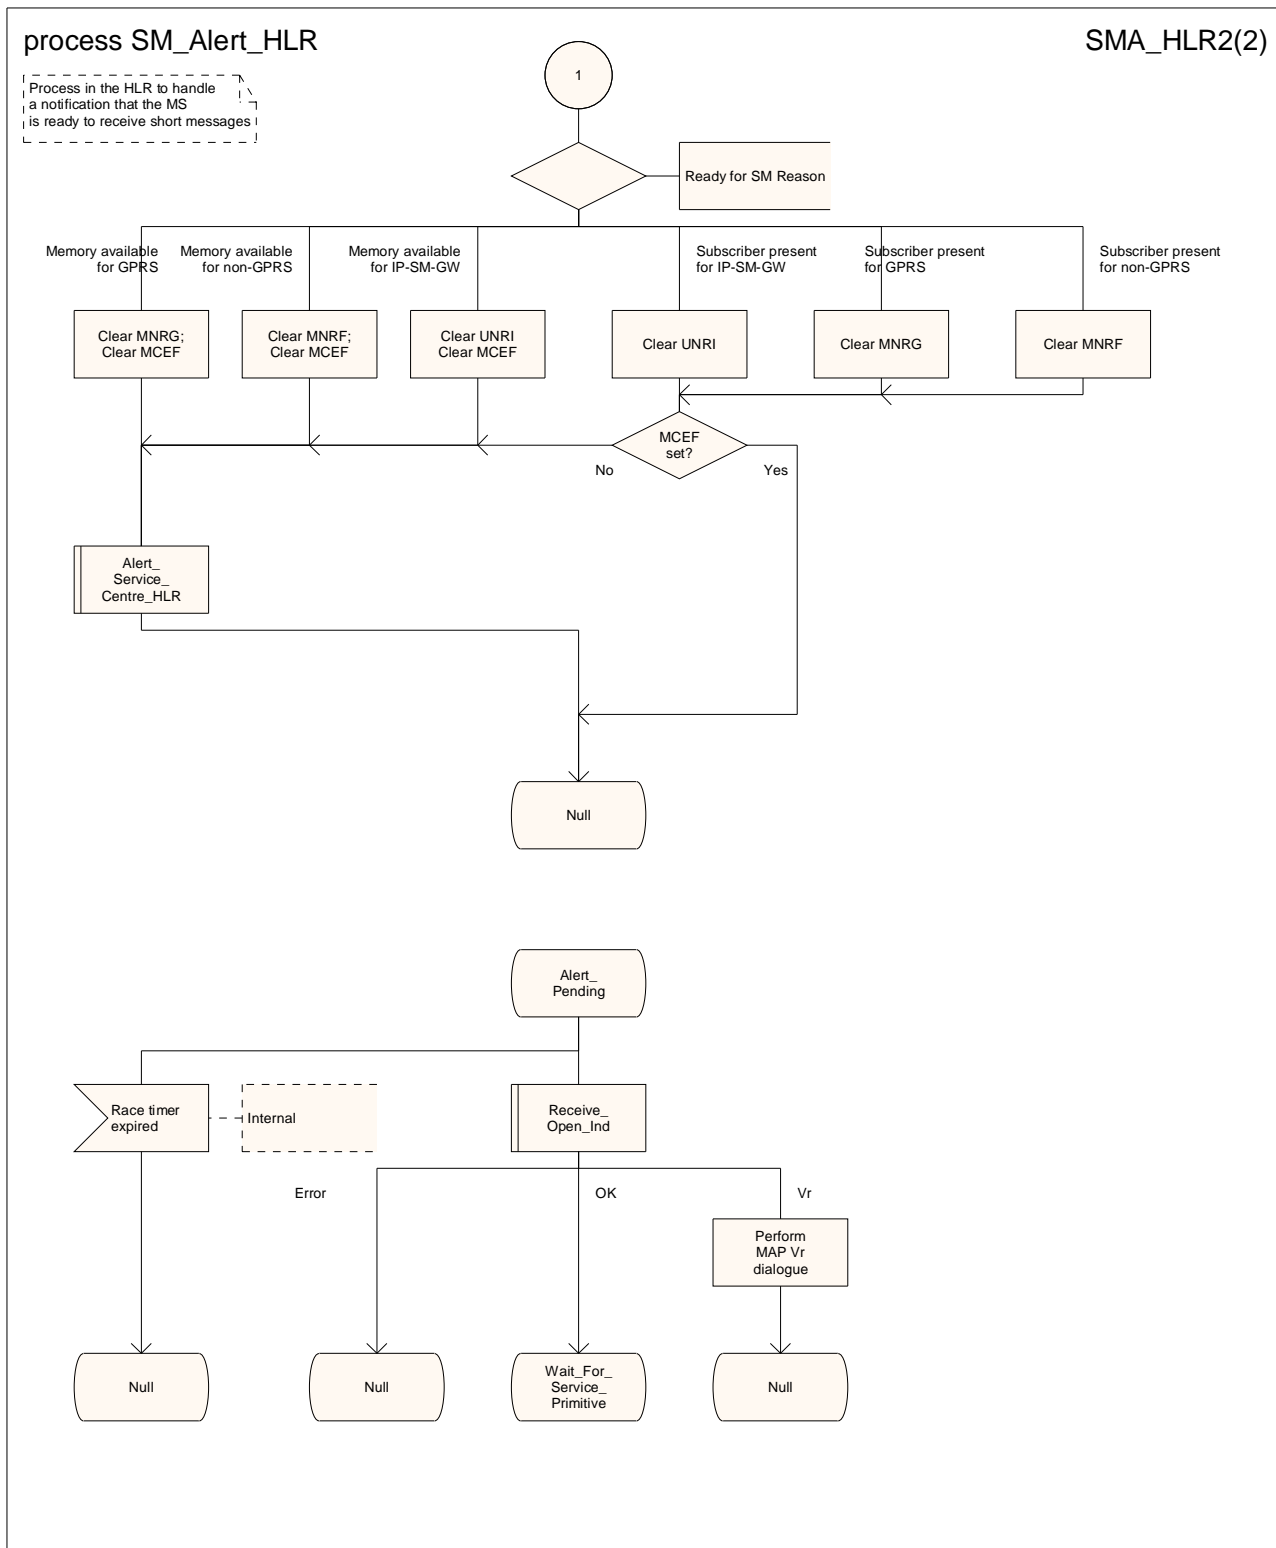 process SM_Alert_HLR
SMA_HLR2(2)
Process in the HLR to handle
a notification that the MS
is ready to receive short messages
1
Ready for SM Reason
Memory available
for GPRS
Memory available
for non-GPRS
Memory available
for IP-SM-GW
Subscriber present
for IP-SM-GW
Subscriber present
for GPRS
Subscriber present
for non-GPRS
Clear MNRG;
Clear MCEF
Clear MNRF;
Clear MCEF
Clear UNRI
Clear MCEF
Clear UNRI
Clear MNRG
Clear MNRF
MCEF
set?
No
Yes
Alert_
Service_
Centre_HLR
Null
Alert_
Pending
Race timer
expired
Internal
Receive_
Open_Ind
Error
OK
Vr
Perform
MAP Vr
dialogue
Null
Null
Wait_For_
Service_
Primitive
Null